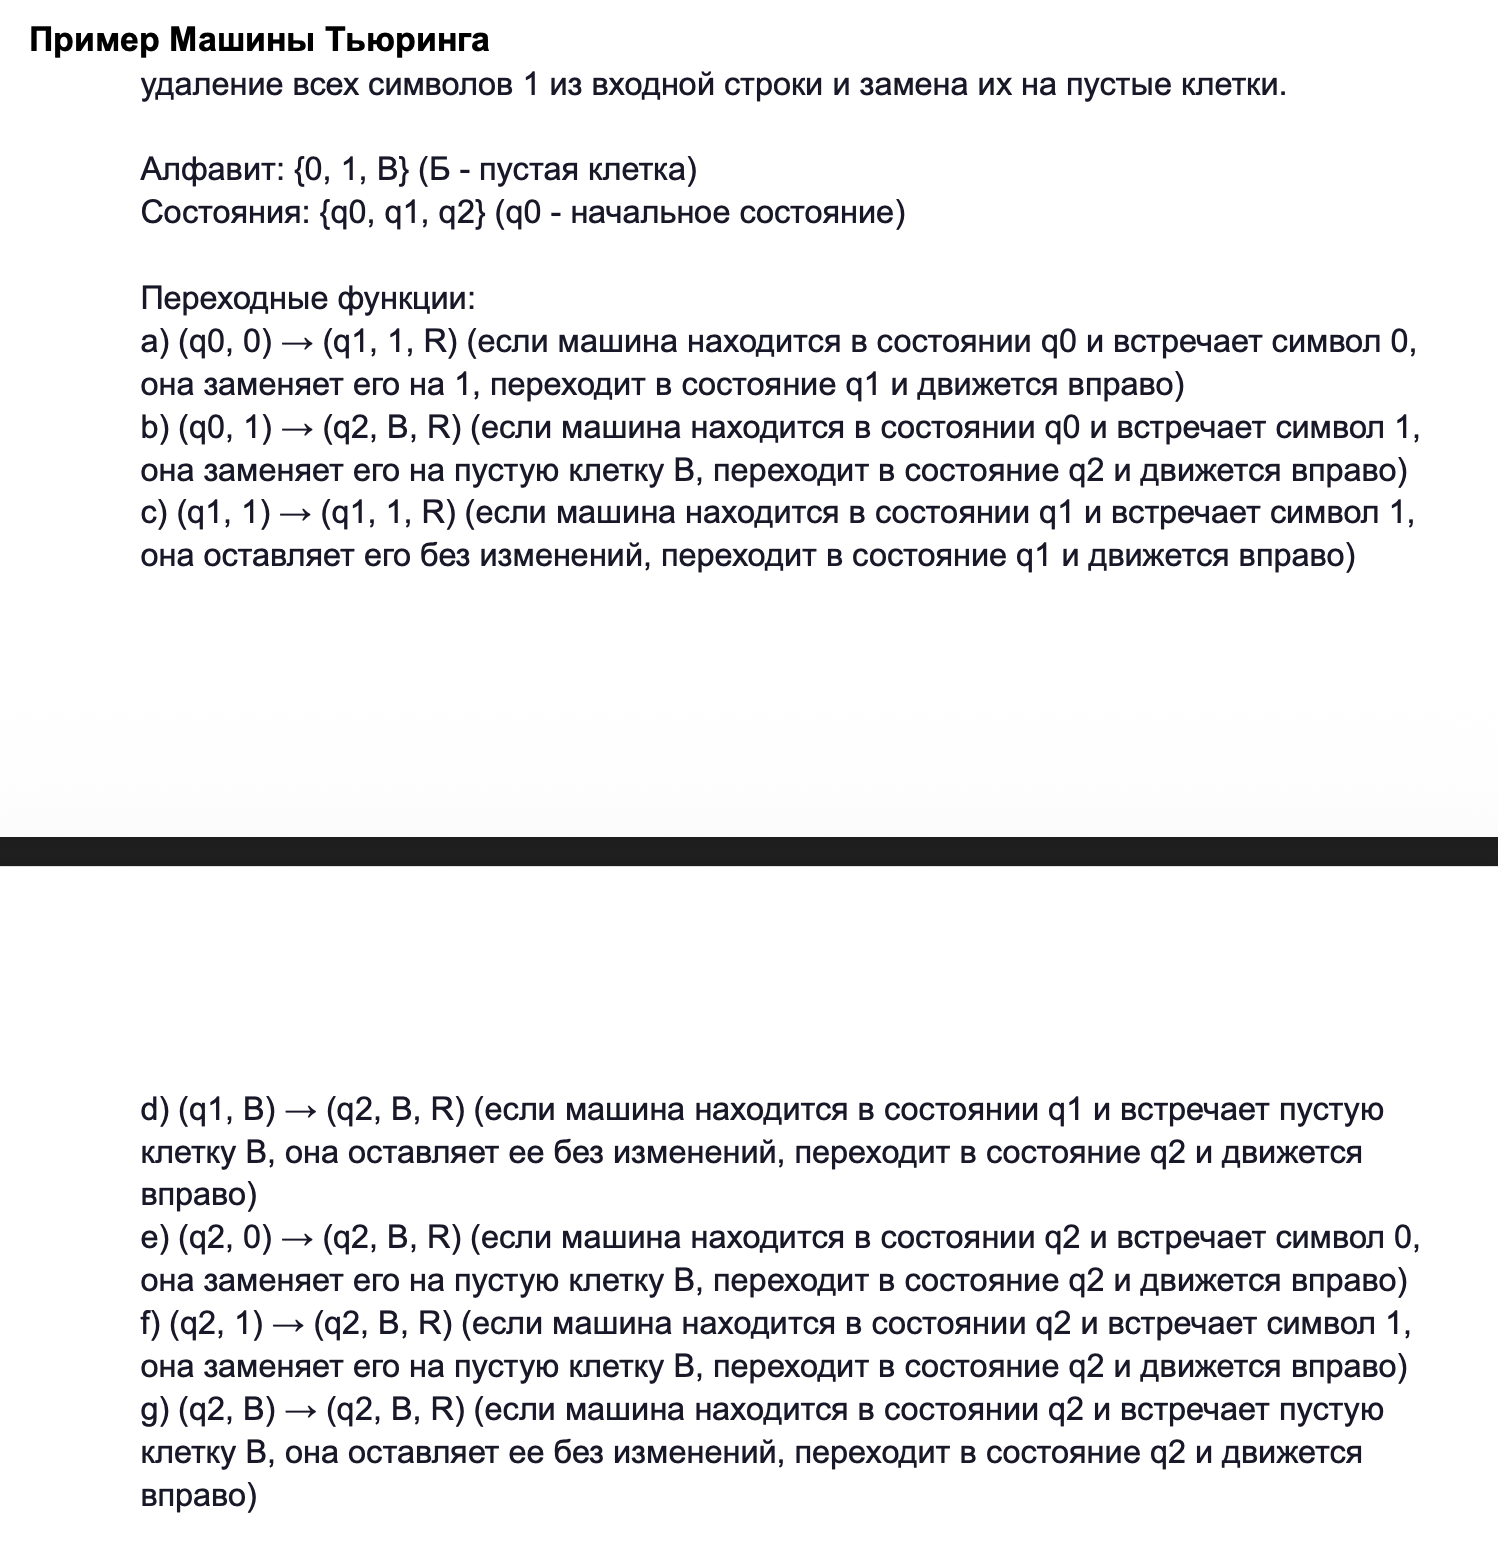 Пример Машины Тьюринга
удаление всех символов 1 из входной строки и замена их на пустые клетки.
Алфавит: {0, 1, B} (Б - пустая клетка)
Состояния: {q0, q1, q2} (q0 - начальное состояние)
Переходные функции:
a) (q0, 0) → (q1, 1, R) (если машина находится в состоянии q0 и встречает символ 0,
она заменяет его на 1, переходит в состояние q1 и движется вправо)
b) (q0, 1) → (q2, B, R) (если машина находится в состоянии q0 и встречает символ 1,
она заменяет его на пустую клетку B, переходит в состояние q2 и движется вправо)
c) (q1, 1) → (q1, 1, R) (если машина находится в состоянии q1 и встречает символ 1,
она оставляет его без изменений, переходит в состояние q1 и движется вправо)
d) (q1, B) → (q2, B, R) (если машина находится в состоянии q1 и встречает пустую
клетку B, она оставляет ее без изменений, переходит в состояние q2 и движется
вправо)
e) (q2, 0) → (q2, B, R) (если машина находится в состоянии q2 и встречает символ 0,
она заменяет его на пустую клетку B, переходит в состояние q2 и движется вправо)
f) (q2, 1) → (q2, B, R) (если машина находится в состоянии q2 и встречает символ 1,
она заменяет его на пустую клетку B, переходит в состояние q2 и движется вправо)
g) (q2, B) → (q2, B, R) (если машина находится в состоянии q2 и встречает пустую
клетку B, она оставляет ее без изменений, переходит в состояние q2 и движется
вправо)